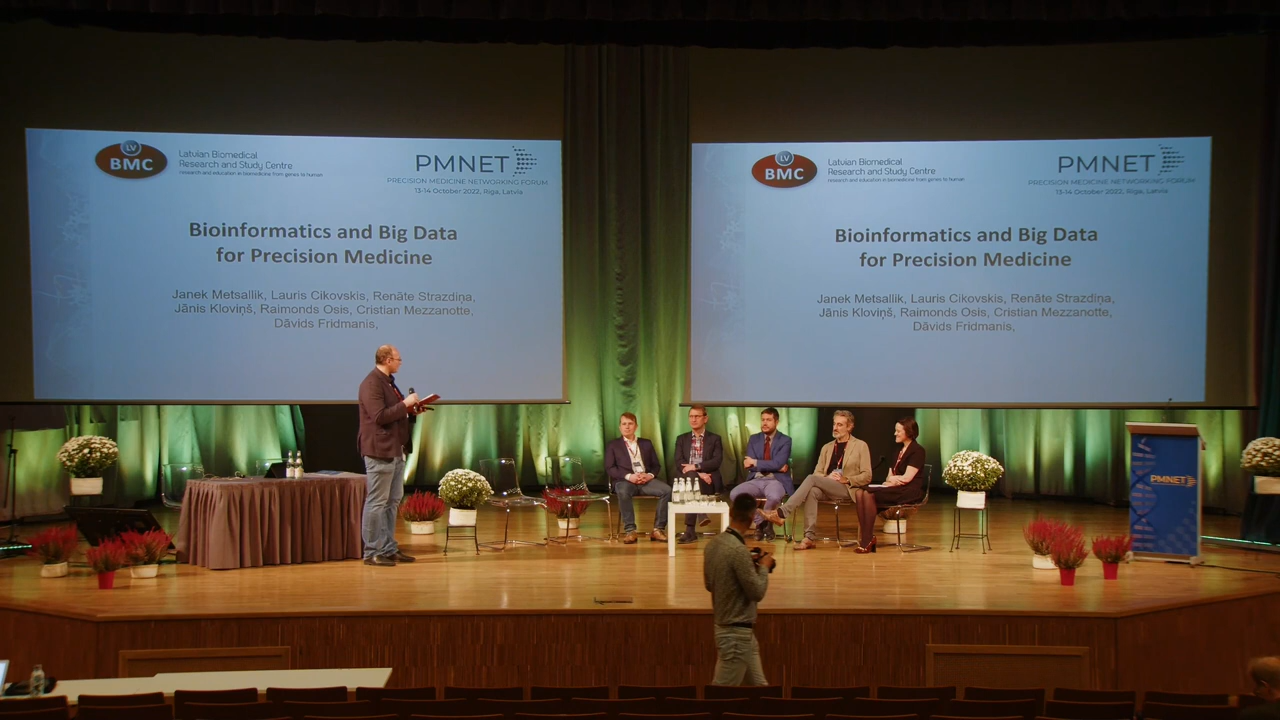 LV
BMC
Latvian Biomedical
Research and Study Centre
research and education in biomedicine from genes to human
PMNET
PRECISION MEDICINE NETWORKING FORUM
13-14 October 2022, Riga, Latvia
Bioinformatics and Big Data
for Precision Medicine
Janek Metsallik, Lauris Cikovskis, Renāte Strazdiņa,
Jānis Kloviņš, Raimonds Osis, Cristian Mezzanotte,
Dāvids Fridmanis,
LV
BMC
Latvian Biomedical
Research and Study Centre
research and education in biomedicine from genes to human
PMNET
PRECISION MEDICINE NETWORKING FORUM
13-14 October 2022, Riga, Latvia
Bioinformatics and Big Data
for Precision Medicine
Janek Metsallik, Lauris Cikovskis, Renāte Strazdiņa,
Jānis Kloviņš, Raimonds Osis, Cristian Mezzanotte,
Dāvids Fridmanis,
PMNET